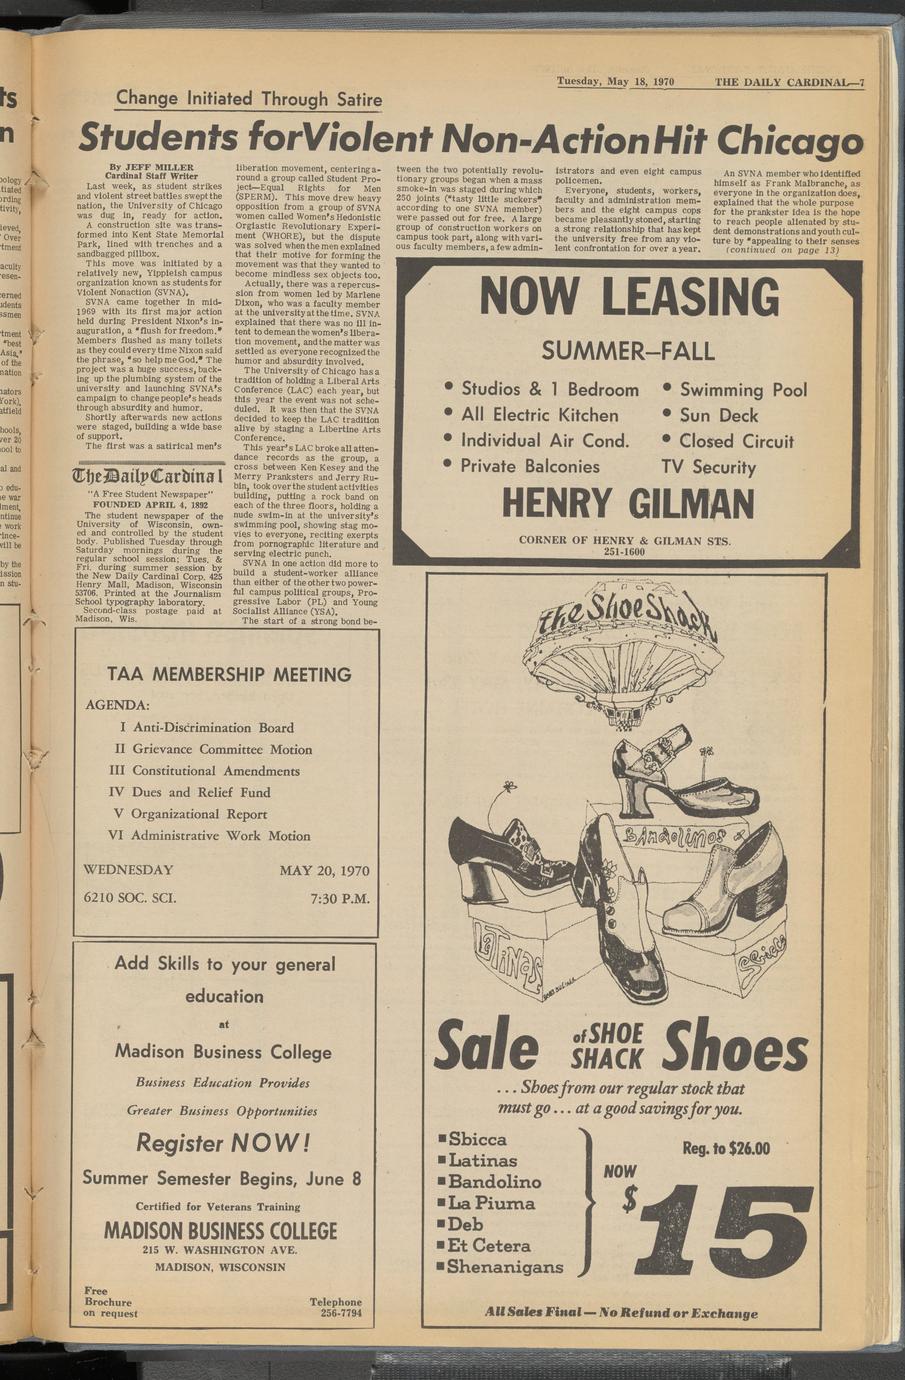 Tuesday, May 18, 1970 THE DAILY CARDINAL—7
Change Initiated Through Satire
Students for Violent Non-Action Hit Chicago
By JEFF MILLER
Cardinal Staff Writer
Last week, as student strikes
and violent street battles swept the
nation, the University of Chicago
was dug in, ready for action.
A construction site was trans-
formed into Kent State Memorial
Park, lined with trenches and a
sandbagged pillbox.
This move was initiated by a
relatively new, Yippieish campus
organization known as students for
Violent Nonaction (SVNA).
SVNA came together in mid-
1969 with its first major action
held during President Nixon's in-
auguration, a "flush for freedom."
Members flushed as many toilets
as they could every time Nixon said
the phrase, "so help me God." The
project was a huge success, back-
ing up the plumbing system of the
university and launching SVNA's
campaign to change people's heads
through absurdity and humor.
Shortly afterwards new actions
were staged, building a wide base
of support.
The first was a satirical men's
liberation movement, centering a-
round a group called Student Pro-
ject—Equal Rights for Men
(SPERM). This move drew heavy
opposition from a group of SVNA
women called Women's Hedonistic
Orgiastic Revolutionary Experi-
ment (WHORE), but the dispute
was solved when the men explained
that their motive for forming the
movement was that they wanted to
become mindless sex objects too.
Actually, there was a repercus-
sion from women led by Marlene
Dixon, who was a faculty member
at the university at the time. SVNA
explained that there was no ill in-
tent to demean the women's libera-
tion movement, and the matter was
settled as everyone recognized the
humor and absurdity involved.
The University of Chicago has a
tradition of holding a Liberal Arts
Conference (LAC) each year, but
this year the event was not sche-
duled. It was then that the SVNA
decided to keep the LAC tradition
alive by staging a Libertine Arts
Conference.
This year's LAC broke all atten-
dance records as the group, a
cross between Ken Kesey and the
Merry Pranksters and Jerry Ru-
bin, took over the student activities
building, putting a rock band on
each of the three floors, holding a
nude swim-in at the university's
swimming pool, showing stag mo-
vies to everyone, reciting exerpts
from pornographic literature and
serving electric punch.
SVNA in one action did more to
build a student-worker alliance
than either of the other two power-
ful campus political groups, Pro-
gressive Labor (PL) and Young
Socialist Alliance (YSA).
The start of a strong bond be-
tween the two potentially revolu-
tionary groups began when a mass
smoke-in was staged during which
250 joints ("tasty little suckers"
according to one SVNA member)
were passed out for free. A large
group of construction workers on
campus took part, along with vari-
ous faculty members, a few admin-
istrators and even eight campus
policemen.
Everyone, students, workers,
faculty and administration mem-
bers and the eight campus cops
became pleasantly stoned, starting
a strong relationship that has kept
the university free from any vio-
lent confrontation for over a year.
An SVNA member who identified
himself as Frank Malbranche, as
everyone in the organization does,
explained that the whole purpose
for the prankster idea is the hope
to reach people allenated by stu-
dent demonstrations and youth cul-
ture by "appealing to their senses
(continued on page 13)
The Daily Cardinal
"A Free Student Newspaper"
FOUNDED APRIL 4, 1892
The student newspaper of the
University of Wisconsin, own-
ed and controlled by the student
body. Published Tuesday through
Saturday mornings during the
regular school session; Tues. &
Fri. during summer session by
the New Daily Cardinal Corp. 425
Henry Mall, Madison, Wisconsin
53706. Printed at the Journalism
School typography laboratory.
Second-class postage paid at
Madison, Wis.
NOW LEASING
SUMMER—FALL
• Studios & 1 Bedroom
• All Electric Kitchen
• Individual Air Cond.
• Private Balconies
• Swimming Pool
• Sun Deck
• Closed Circuit
TV Security
HENRY GILMAN
CORNER OF HENRY & GILMAN STS.
251-1600
TAA MEMBERSHIP MEETING
AGENDA:
I Anti-Discrimination Board
II Grievance Committee Motion
III Constitutional Amendments
IV Dues and Relief Fund
V Organizational Report
VI Administrative Work Motion
WEDNESDAY MAY 20, 1970
6210 SOC. SCI. 7:30 P.M.
Add Skills to your general
education
at
Madison Business College
Business Education Provides
Greater Business Opportunities
Register NOW!
Summer Semester Begins, June 8
Certified for Veterans Training
MADISON BUSINESS COLLEGE
215 W. WASHINGTON AVE.
MADISON, WISCONSIN
Free
Brochure
on request
Telephone
256-7794
the Shoe Shack
BANDOLINOS
LATINAS
Sale of SHOE SHACK Shoes
. . . Shoes from our regular stock that
must go . . . at a good savings for you.
■ Sbicca
■ Latinas
■ Bandolino
■ La Piuma
■ Deb
■ Et Cetera
■ Shenanigans
Reg. to $26.00
NOW
$15
All Sales Final — No Refund or Exchange